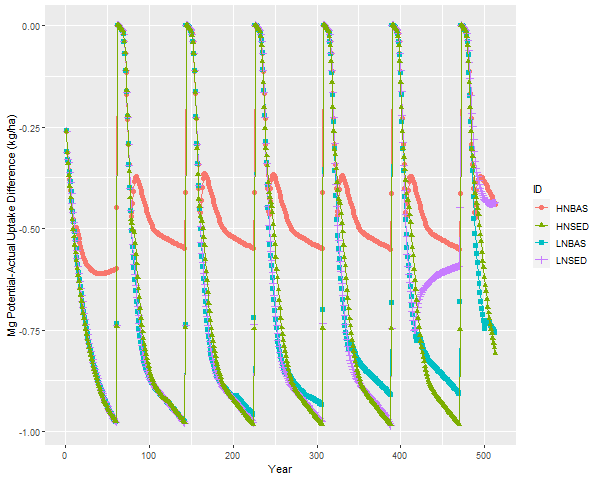 0.00
-0.25
-0.50
-0.75
-1.00
Mg Potential-Actual Uptake Difference (kg/ha)
0
100
200
300
400
500
Year
ID
HNBAS
HNSED
LNBAS
LNSED